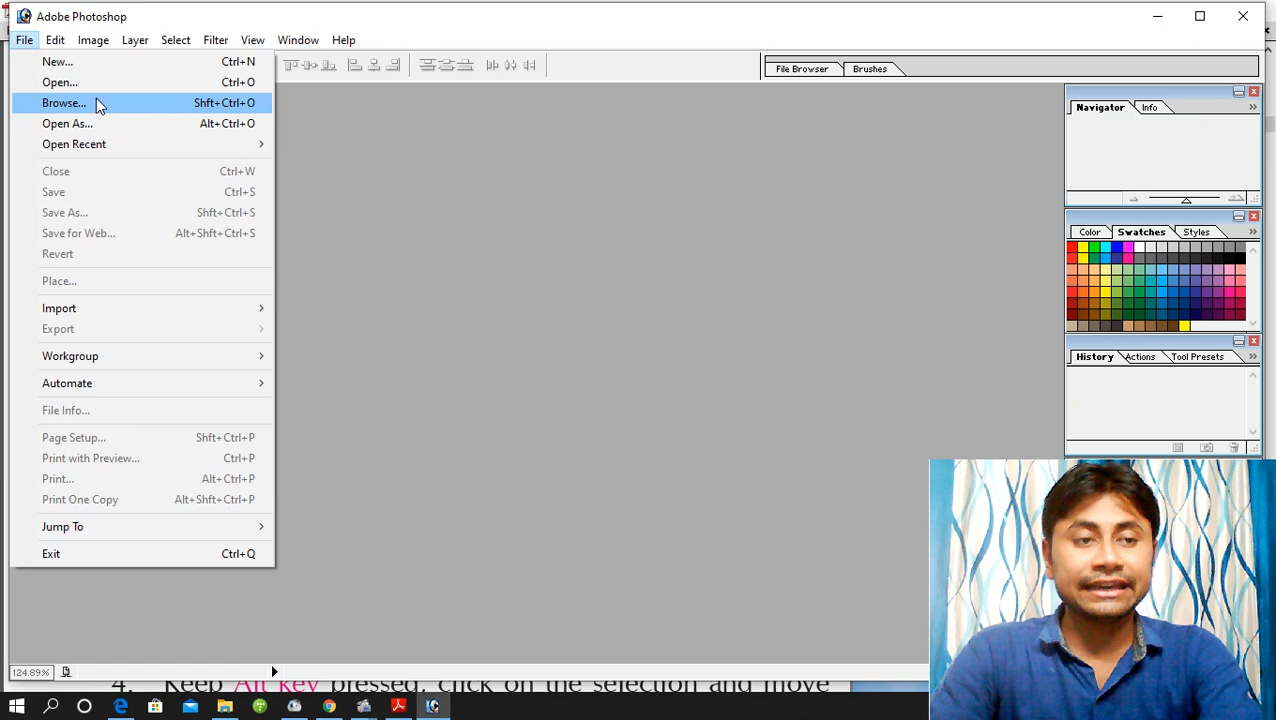 Adobe Photoshop
File Edit Image Layer Select Filter View Window Help
File Browser Brushes
New... Ctrl+N
Open... Ctrl+O
Browse... Shft+Ctrl+O
Open As... Alt+Ctrl+O
Open Recent
Close Ctrl+W
Save Ctrl+S
Save As... Shft+Ctrl+S
Save for Web... Alt+Shft+Ctrl+S
Revert
Place...
Import
Export
Workgroup
Automate
File Info...
Page Setup... Shft+Ctrl+P
Print with Preview... Ctrl+P
Print... Alt+Ctrl+P
Print One Copy Alt+Shft+Ctrl+P
Jump To
Exit Ctrl+Q
Navigator Info
Color Swatches Styles
History Actions Tool Presets
124.89%
4. Keep Alt key pressed, click on the selection and move